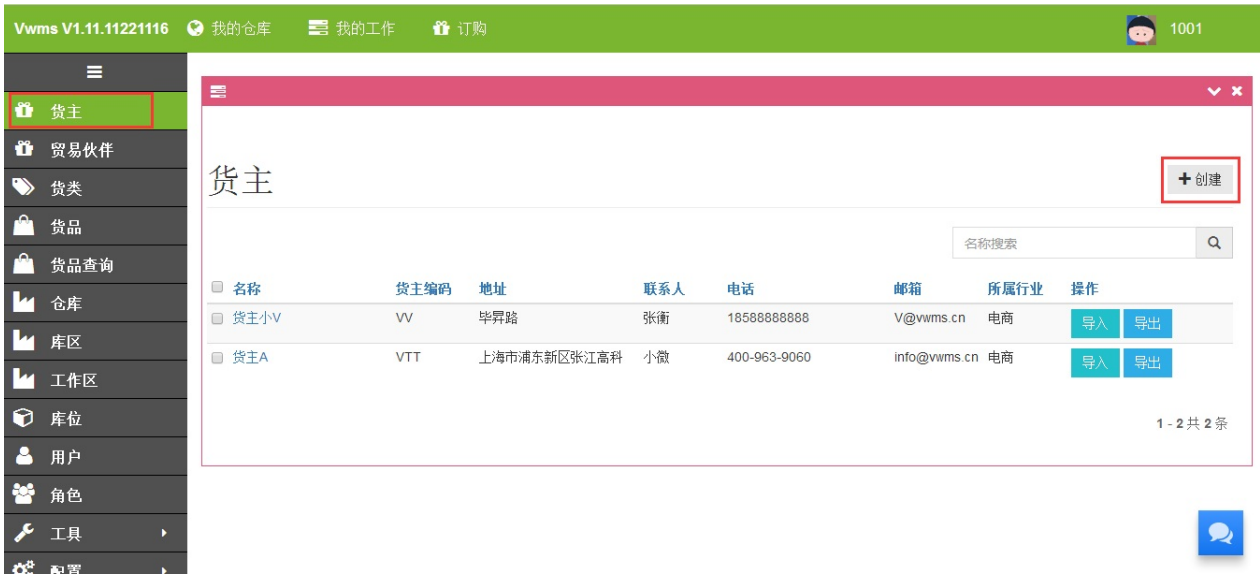 Vwms V1.11.11221116 我的仓库 我的工作 订购 1001
货主
贸易伙伴
货类
货品
货品查询
仓库
库区
工作区
库位
用户
角色
工具
配置
货主
创建
名称搜索
名称 货主编码 地址 联系人 电话 邮箱 所属行业 操作
货主小V VV 毕昇路 张衡 18588888888 V@vwms.cn 电商 导入 导出
货主A VTT 上海市浦东新区张江高科 小微 400-963-9060 info@vwms.cn 电商 导入 导出
1 - 2 共 2 条